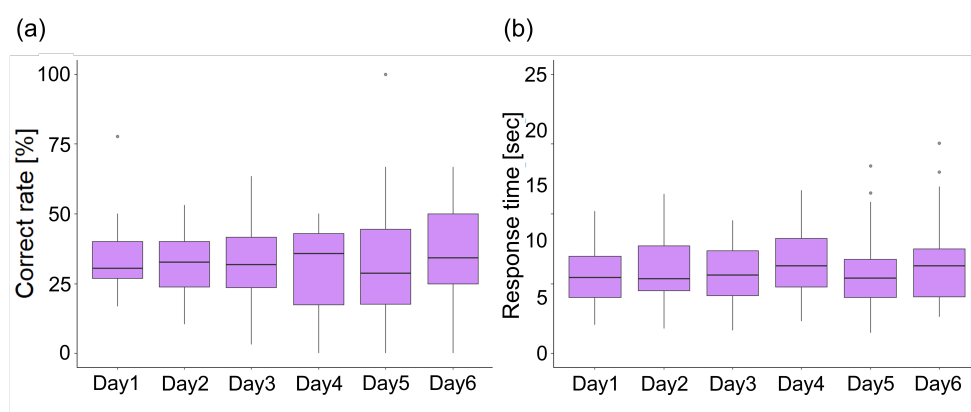 (a)
Correct rate [%]
100
75
50
25
0
Day1 Day2 Day3 Day4 Day5 Day6
(b)
Response time [sec]
25
20
15
10
5
0
Day1 Day2 Day3 Day4 Day5 Day6